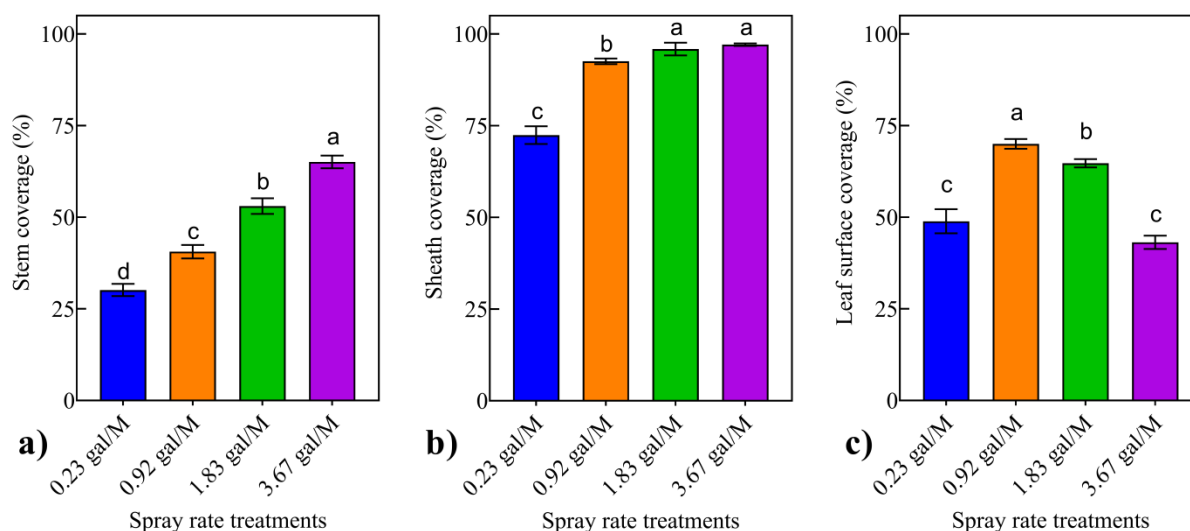 Stem coverage (%)
100
75
50
25
0
d
c
b
a
0.23 gal/M
0.92 gal/M
1.83 gal/M
3.67 gal/M
a)
Spray rate treatments
Sheath coverage (%)
100
75
50
25
0
c
b
a
a
0.23 gal/M
0.92 gal/M
1.83 gal/M
3.67 gal/M
b)
Spray rate treatments
Leaf surface coverage (%)
100
75
50
25
0
c
a
b
c
0.23 gal/M
0.92 gal/M
1.83 gal/M
3.67 gal/M
c)
Spray rate treatments